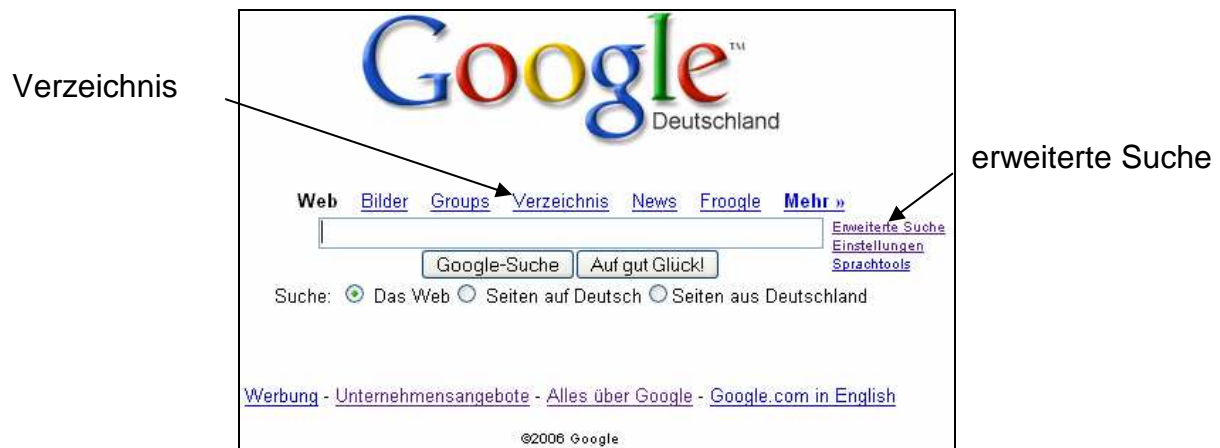 Google™
Deutschland
Verzeichnis
erweiterte Suche
Web Bilder Groups Verzeichnis News Froogle Mehr »
Erweiterte Suche
Einstellungen
Sprachtools
Google-Suche Auf gut Glück!
Suche: Das Web Seiten auf Deutsch Seiten aus Deutschland
Werbung - Unternehmensangebote - Alles über Google - Google.com in English
©2006 Google